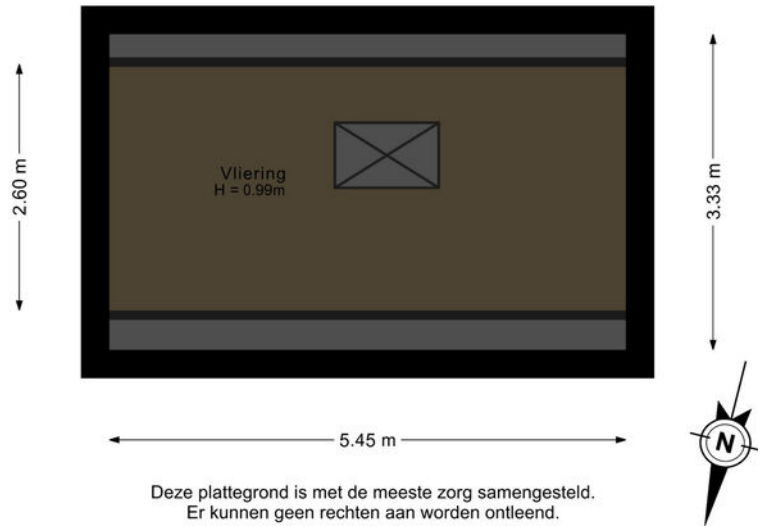 2.60 m
Vliering
H = 0.99m
3.33 m
5.45 m
N
Deze plattegrond is met de meeste zorg samengesteld.
Er kunnen geen rechten aan worden ontleend.